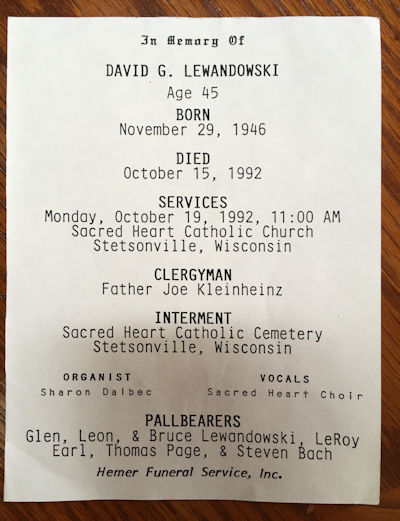 In Memory Of
DAVID G. LEWANDOWSKI
Age 45
BORN
November 29, 1946
DIED
October 15, 1992
SERVICES
Monday, October 19, 1992, 11:00 AM
Sacred Heart Catholic Church
Stetsonville, Wisconsin
CLERGYMAN
Father Joe Kleinheinz
INTERMENT
Sacred Heart Catholic Cemetery
Stetsonville, Wisconsin
ORGANIST VOCALS
Sharon Dalbec Sacred Heart Choir
PALLBEARERS
Glen, Leon, & Bruce Lewandowski, LeRoy
Earl, Thomas Page, & Steven Bach
Hemer Funeral Service, Inc.